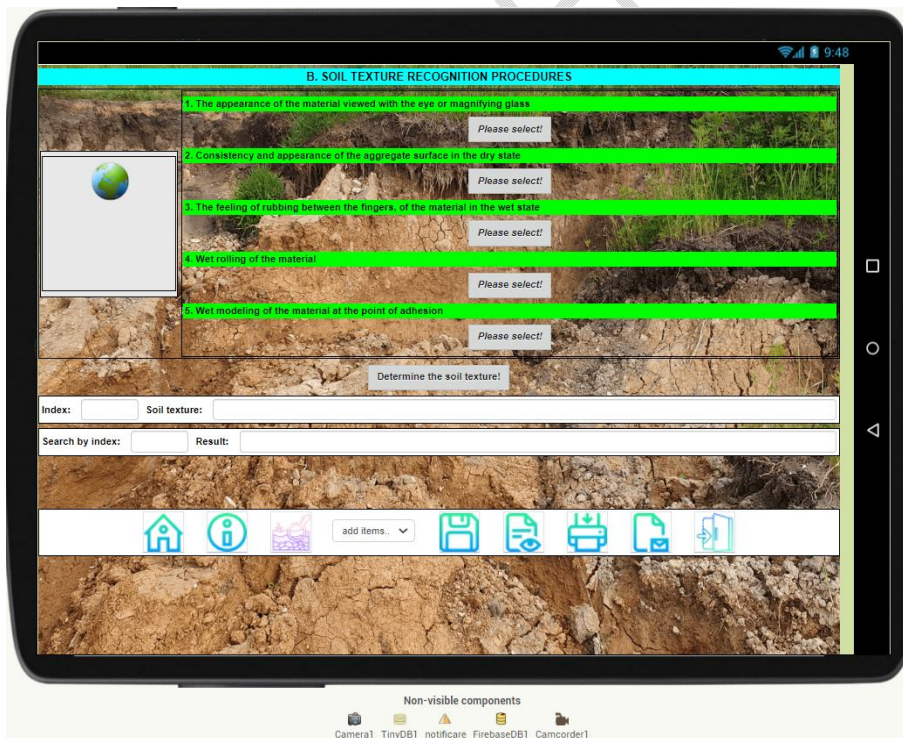 9:48
B. SOIL TEXTURE RECOGNITION PROCEDURES
1. The appearance of the material viewed with the eye or magnifying glass
Please select!
2. Consistency and appearance of the aggregate surface in the dry state
Please select!
3. The feeling of rubbing between the fingers, of the material in the wet state
Please select!
4. Wet rolling of the material
Please select!
5. Wet modeling of the material at the point of adhesion
Please select!
Determine the soil texture!
Index: Soil texture:
Search by index: Result:
add items..
Non-visible components
Camera1 TinyDB1 notificare FirebaseDB1 Camcorder1